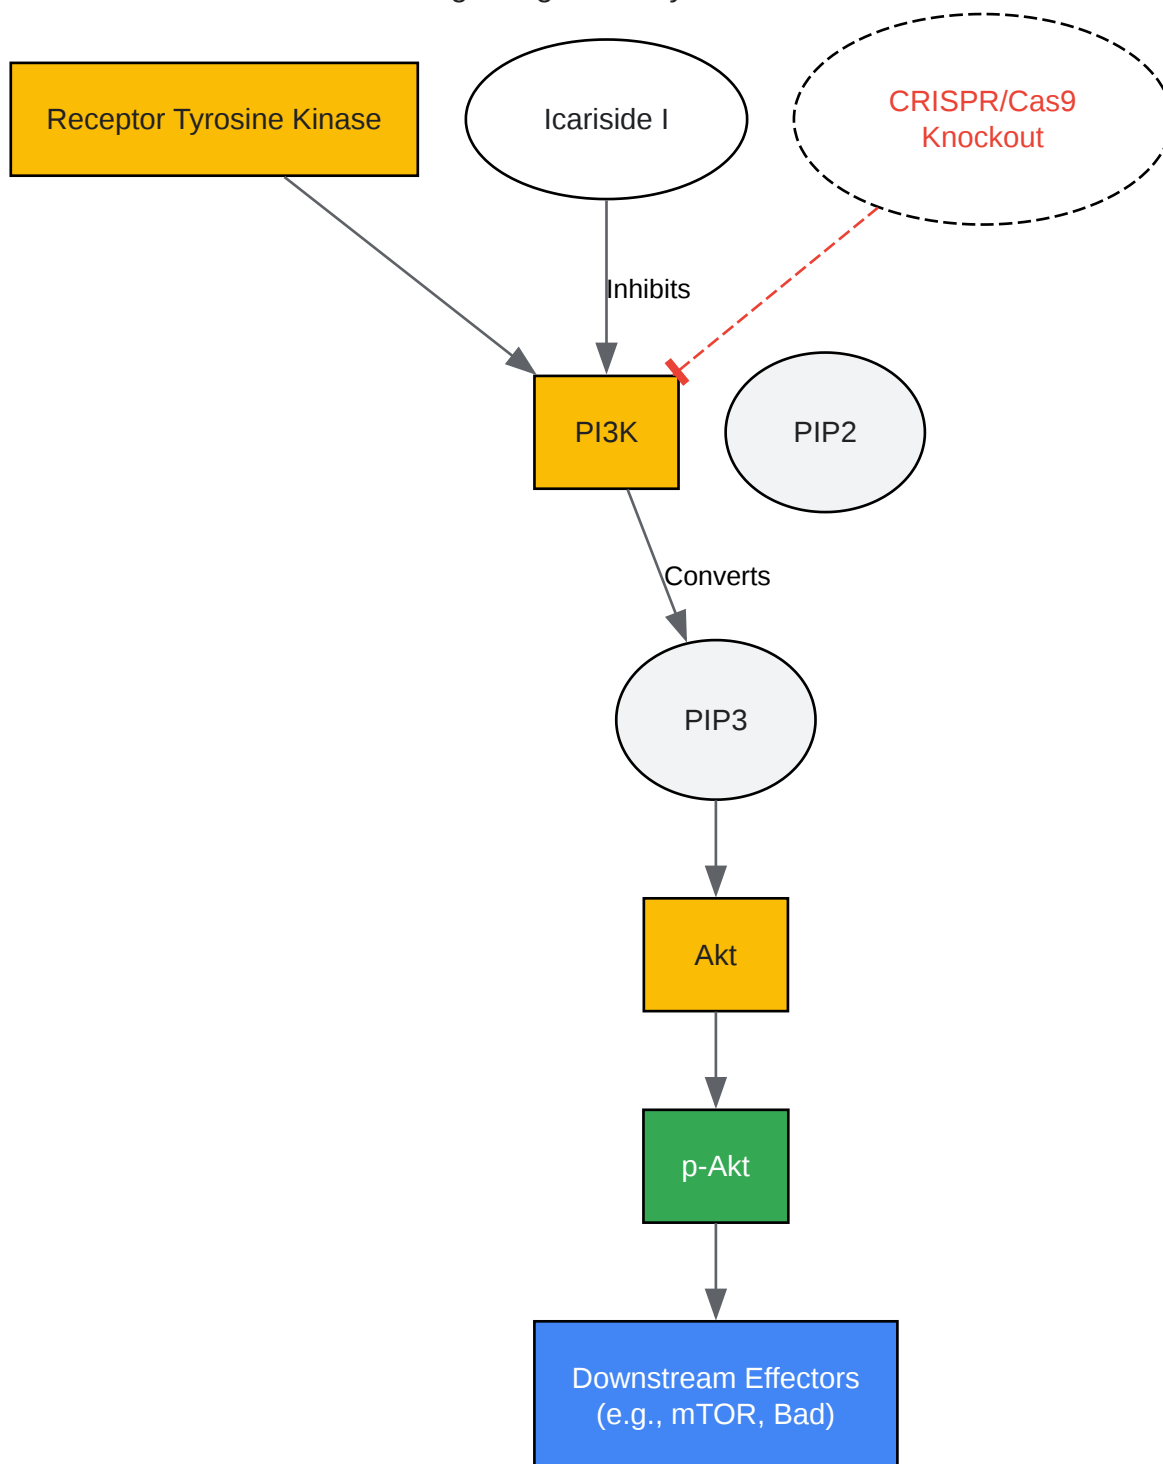 Receptor Tyrosine Kinase
Icariside I
CRISPR/Cas9
Knockout
Inhibits
PI3K
PIP2
Converts
PIP3
Akt
p-Akt
Downstream Effectors
(e.g., mTOR, Bad)